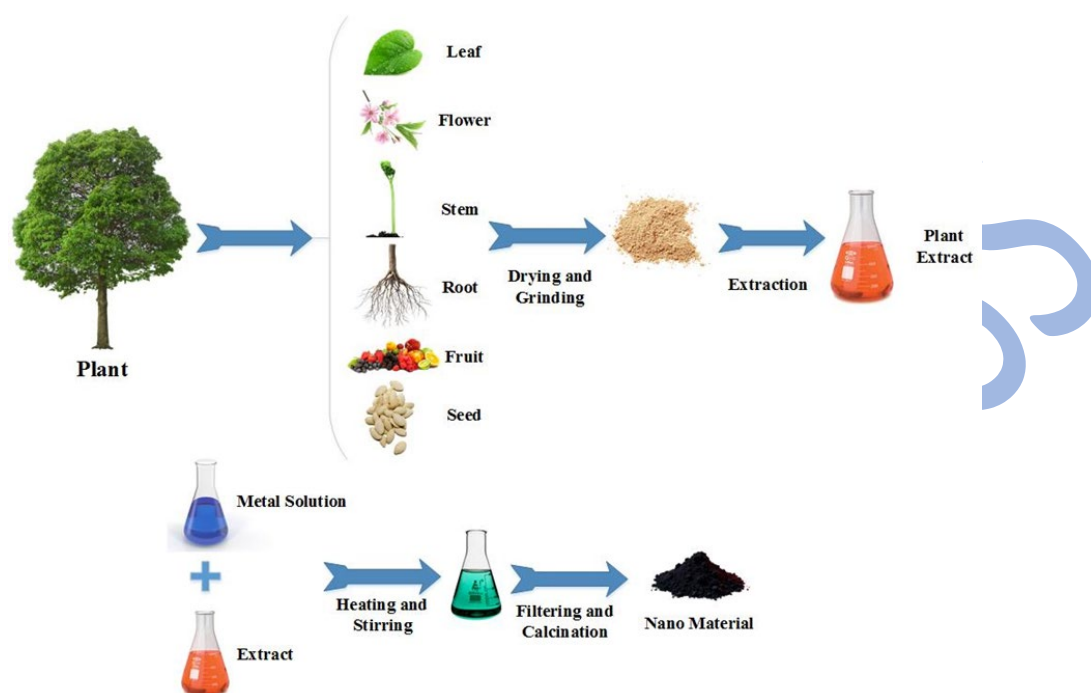 Leaf
Flower
Stem
Root
Fruit
Seed
Plant
Drying and
Grinding
Extraction
Plant
Extract
Metal Solution
Extract
Heating and
Stirring
Filtering and
Calcination
Nano Material